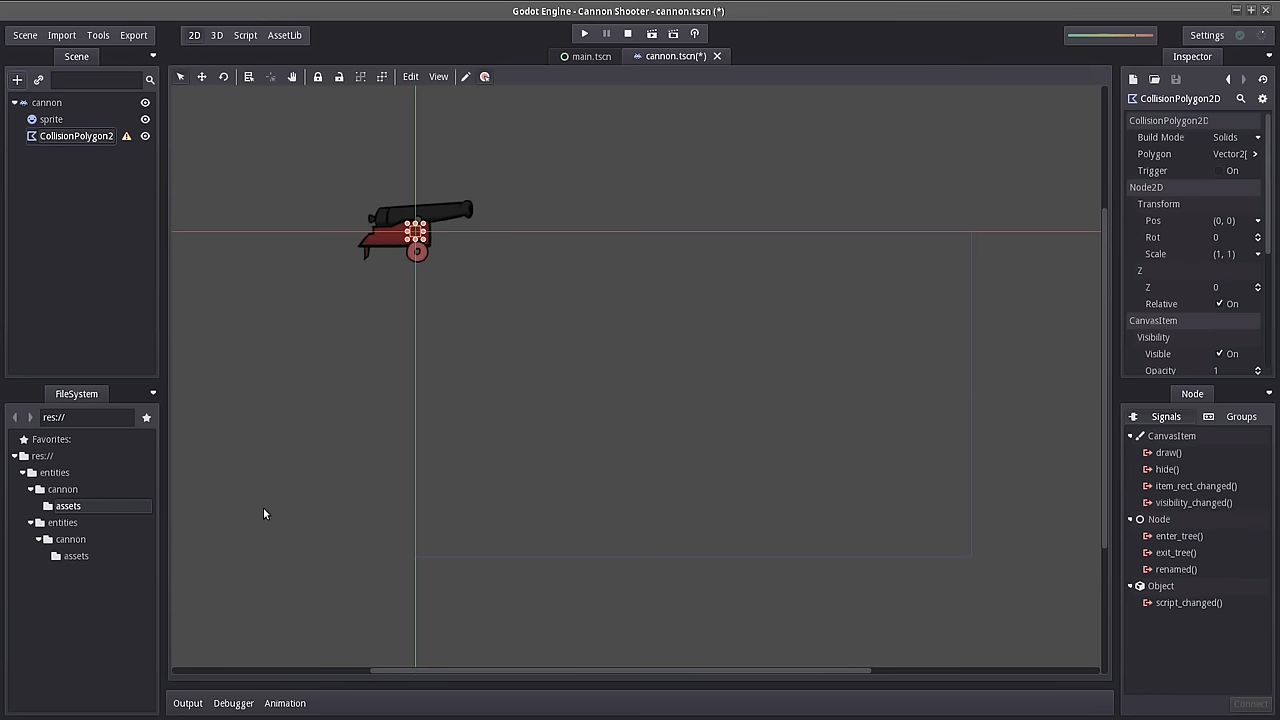 Godot Engine - Cannon Shooter - cannon.tscn (*)
Scene Import Tools Export
2D 3D Script AssetLib
Settings
Scene
main.tscn
cannon.tscn(*)
Inspector
Edit View
cannon
sprite
CollisionPolygon2
CollisionPolygon2D
CollisionPolygon2D
Build Mode Solids
Polygon Vector2[
Trigger On
Node2D
Transform
Pos (0, 0)
Rot 0
Scale (1, 1)
Z
Z 0
Relative On
CanvasItem
Visibility
Visible On
Opacity 1
FileSystem
res://
Favorites:
res://
entities
cannon
assets
entities
cannon
assets
Node
Signals Groups
CanvasItem
draw()
hide()
item_rect_changed()
visibility_changed()
Node
enter_tree()
exit_tree()
renamed()
Object
script_changed()
Connect
Output Debugger Animation